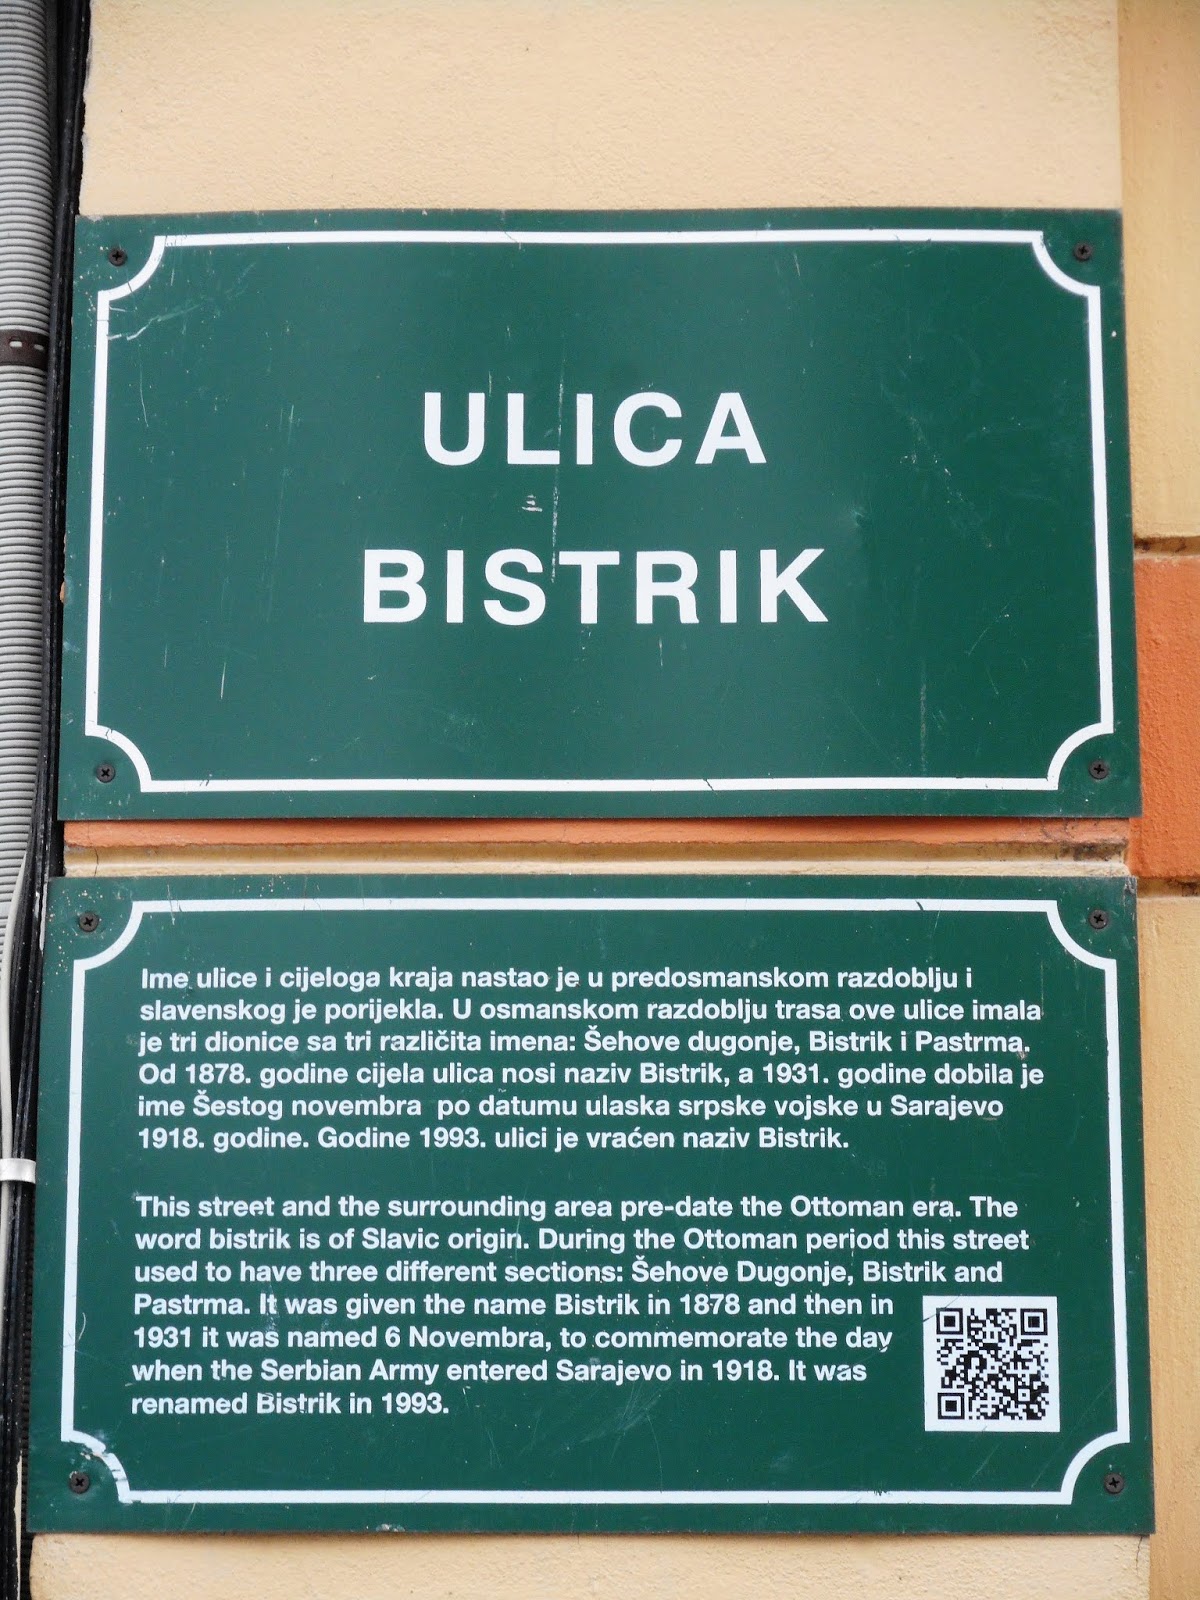 ULICA
BISTRIK
Ime ulice i cijeloga kraja nastao je u predosmanskom razdoblju i
slavenskog je porijekla. U osmanskom razdoblju trasa ove ulice imala
je tri dionice sa tri različita imena: Šehove dugonje, Bistrik i Pastrma.
Od 1878. godine cijela ulica nosi naziv Bistrik, a 1931. godine dobila je
ime Šestog novembra po datumu ulaska srpske vojske u Sarajevo
1918. godine. Godine 1993. ulici je vraćen naziv Bistrik.
This street and the surrounding area pre-date the Ottoman era. The
word bistrik is of Slavic origin. During the Ottoman period this street
used to have three different sections: Šehove Dugonje, Bistrik and
Pastrma. It was given the name Bistrik in 1878 and then in
1931 it was named 6 Novembra, to commemorate the day
when the Serbian Army entered Sarajevo in 1918. It was
renamed Bistrik in 1993.